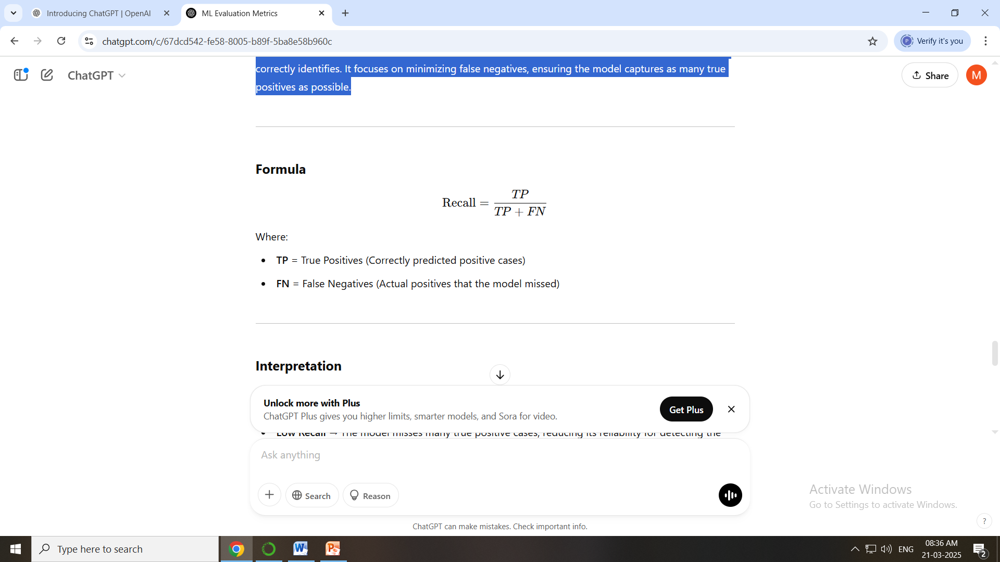 Introducing ChatGPT | OpenAI
ML Evaluation Metrics
chatgpt.com/c/67dcd542-fe58-8005-b89f-5ba8e58b960c
P
Verify it's you
ChatGPT
Share
M
correctly identifies. It focuses on minimizing false negatives, ensuring the model captures as many true
positives as possible.
Formula
Recall = TP / TP + FN
Where:
• TP = True Positives (Correctly predicted positive cases)
• FN = False Negatives (Actual positives that the model missed)
Interpretation
Unlock more with Plus
ChatGPT Plus gives you higher limits, smarter models, and Sora for video.
Get Plus
• Low Recall → The model misses many true positive cases, reducing its reliability for detecting the
Ask anything
Search
Reason
ChatGPT can make mistakes. Check important info.
?
Activate Windows
Go to Settings to activate Windows.
Type here to search
ENG
08:36 AM
21-03-2025
2